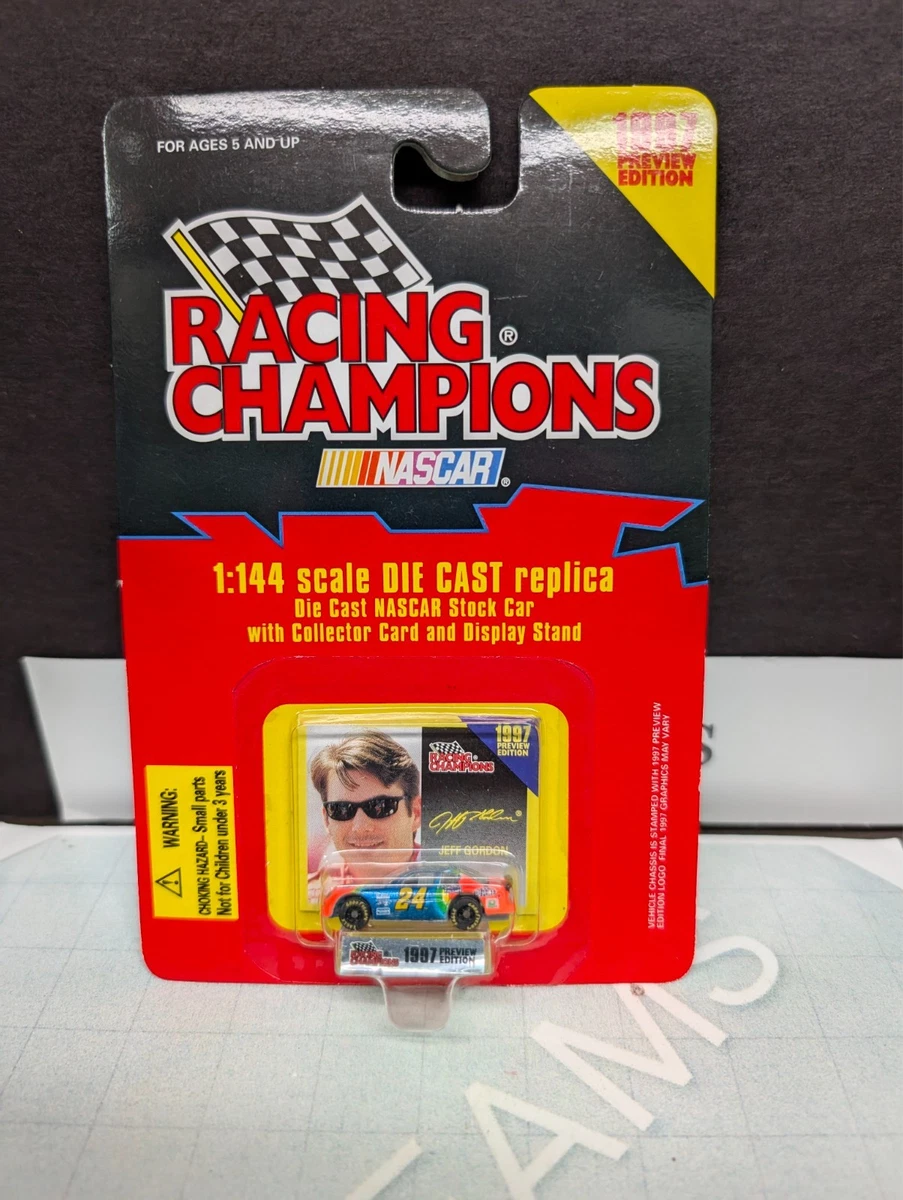 FOR AGES 5 AND UP
1997
PREVIEW
EDITION
RACING ®
CHAMPIONS
NASCAR®
1:144 scale DIE CAST replica
Die Cast NASCAR Stock Car
with Collector Card and Display Stand
1997
PREVIEW
EDITION
RACING
CHAMPIONS
JEFF GORDON
24
RACING
CHAMPIONS
1997 PREVIEW
EDITION
WARNING:
CHOKING HAZARD- Small parts
Not for Children under 3 years
VEHICLE CHASSIS IS STAMPED WITH 1997 PREVIEW
EDITION LOGO FINAL 1997 GRAPHICS MAY VARY
S
AMS